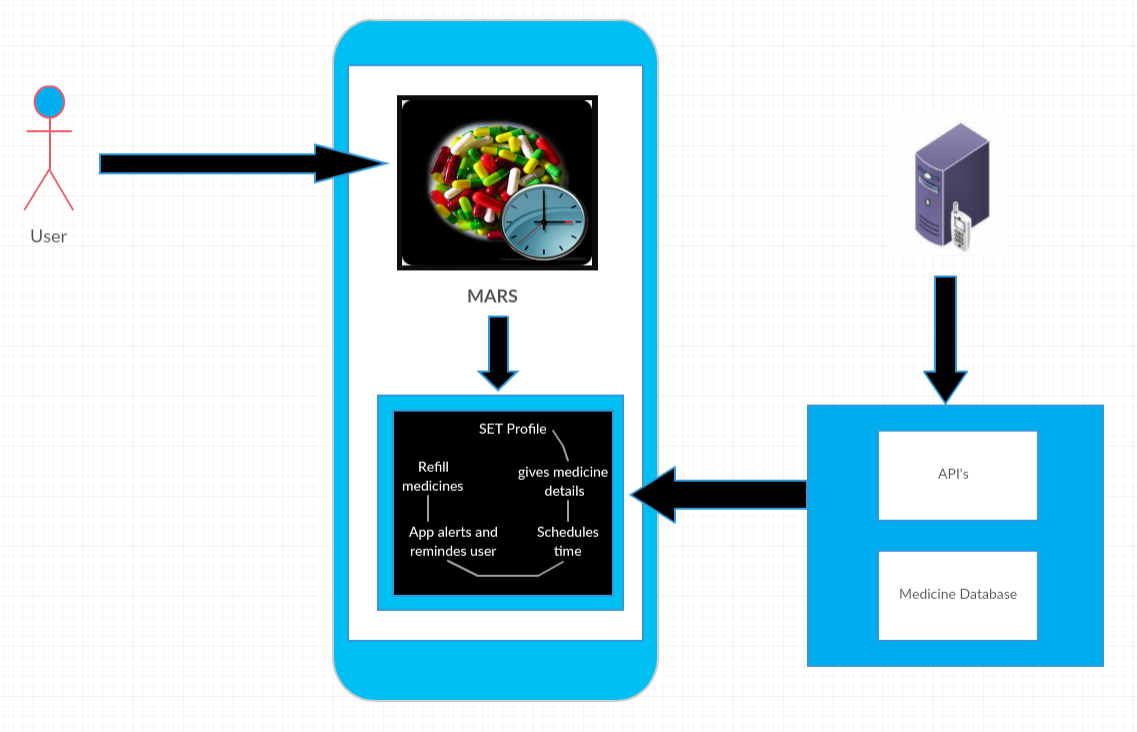 User
MARS
SET Profile
gives medicine
details
Schedules
time
App alerts and
remindes user
Refill
medicines
API's
Medicine Database